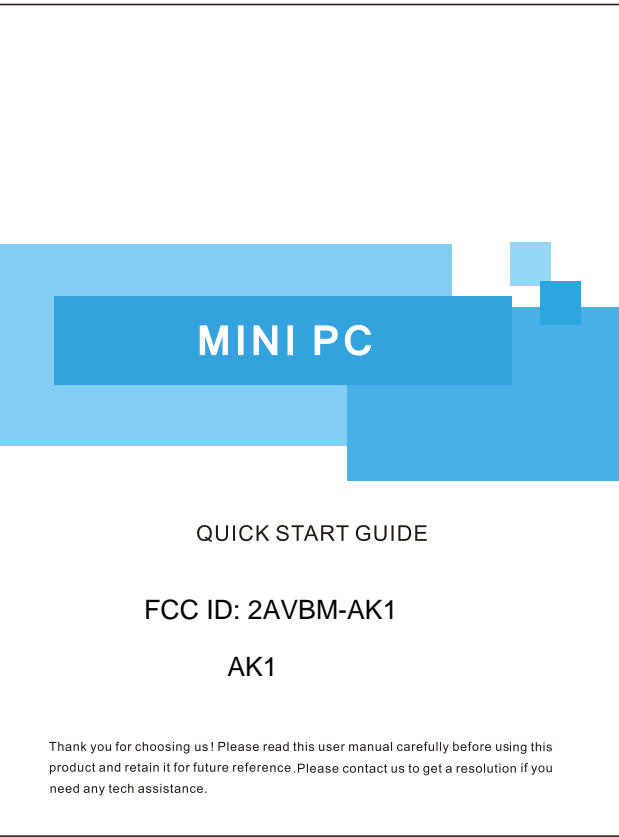 MINI PC
QUICK START GUIDE
FCC ID: 2AVBM-AK1
AK1
Thank you for choosing us! Please read this user manual carefully before using this
product and retain it for future reference.Please contact us to get a resolution if you
need any tech assistance.